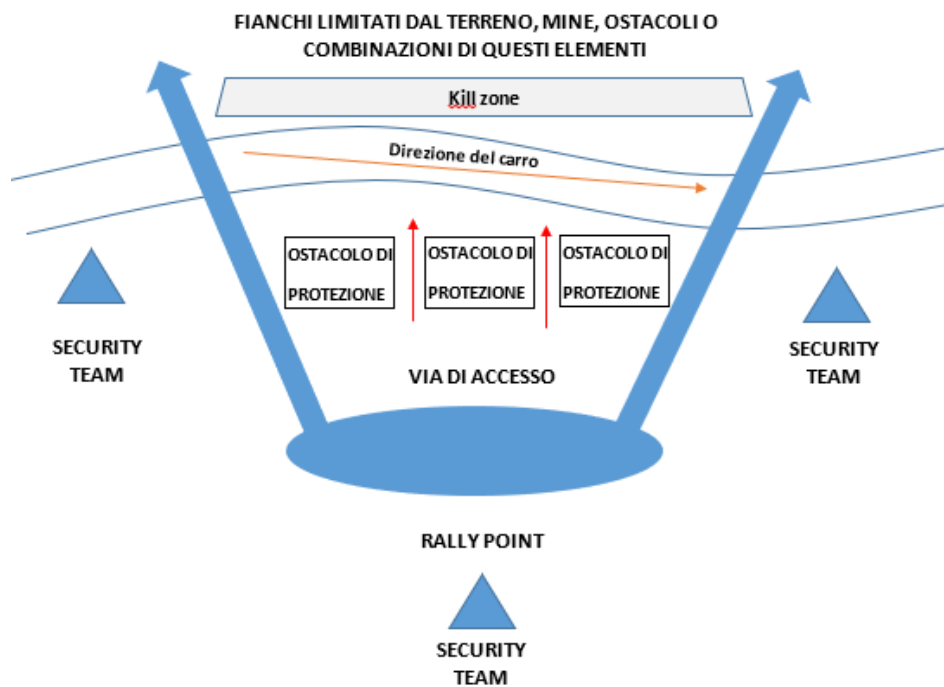 FIANCHI LIMITATI DAL TERRENO, MINE, OSTACOLI O
COMBINAZIONI DI QUESTI ELEMENTI
Kill zone
Direzione del carro
OSTACOLO DI
PROTEZIONE
OSTACOLO DI
PROTEZIONE
OSTACOLO DI
PROTEZIONE
SECURITY
TEAM
SECURITY
TEAM
VIA DI ACCESSO
RALLY POINT
SECURITY
TEAM